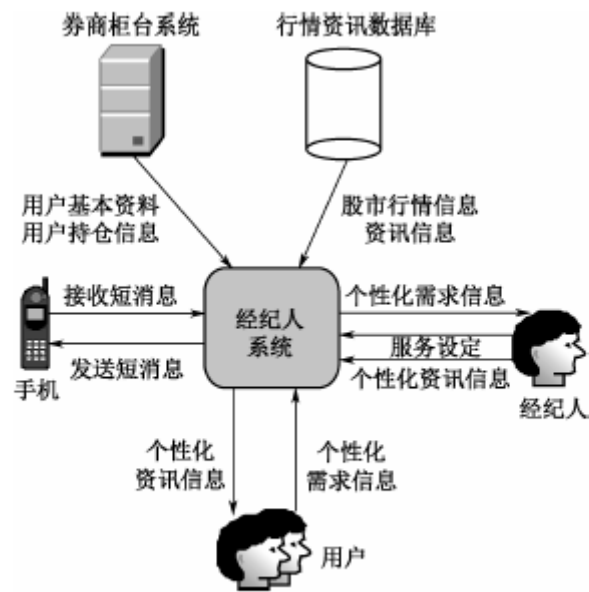 券商柜台系统
行情资讯数据库
用户基本资料
用户持仓信息
股市行情信息
资讯信息
接收短消息
发送短消息
手机
经纪人
系统
个性化需求信息
服务设定
个性化资讯信息
经纪人
个性化
资讯信息
个性化
需求信息
用户